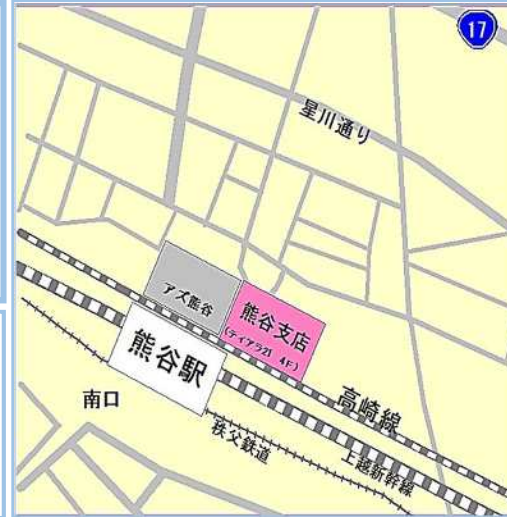 17
星川通り
アズ熊谷
熊谷支店
(ティアラ21 4F)
熊谷駅
南口
高崎線
秩父鉄道
上越新幹線